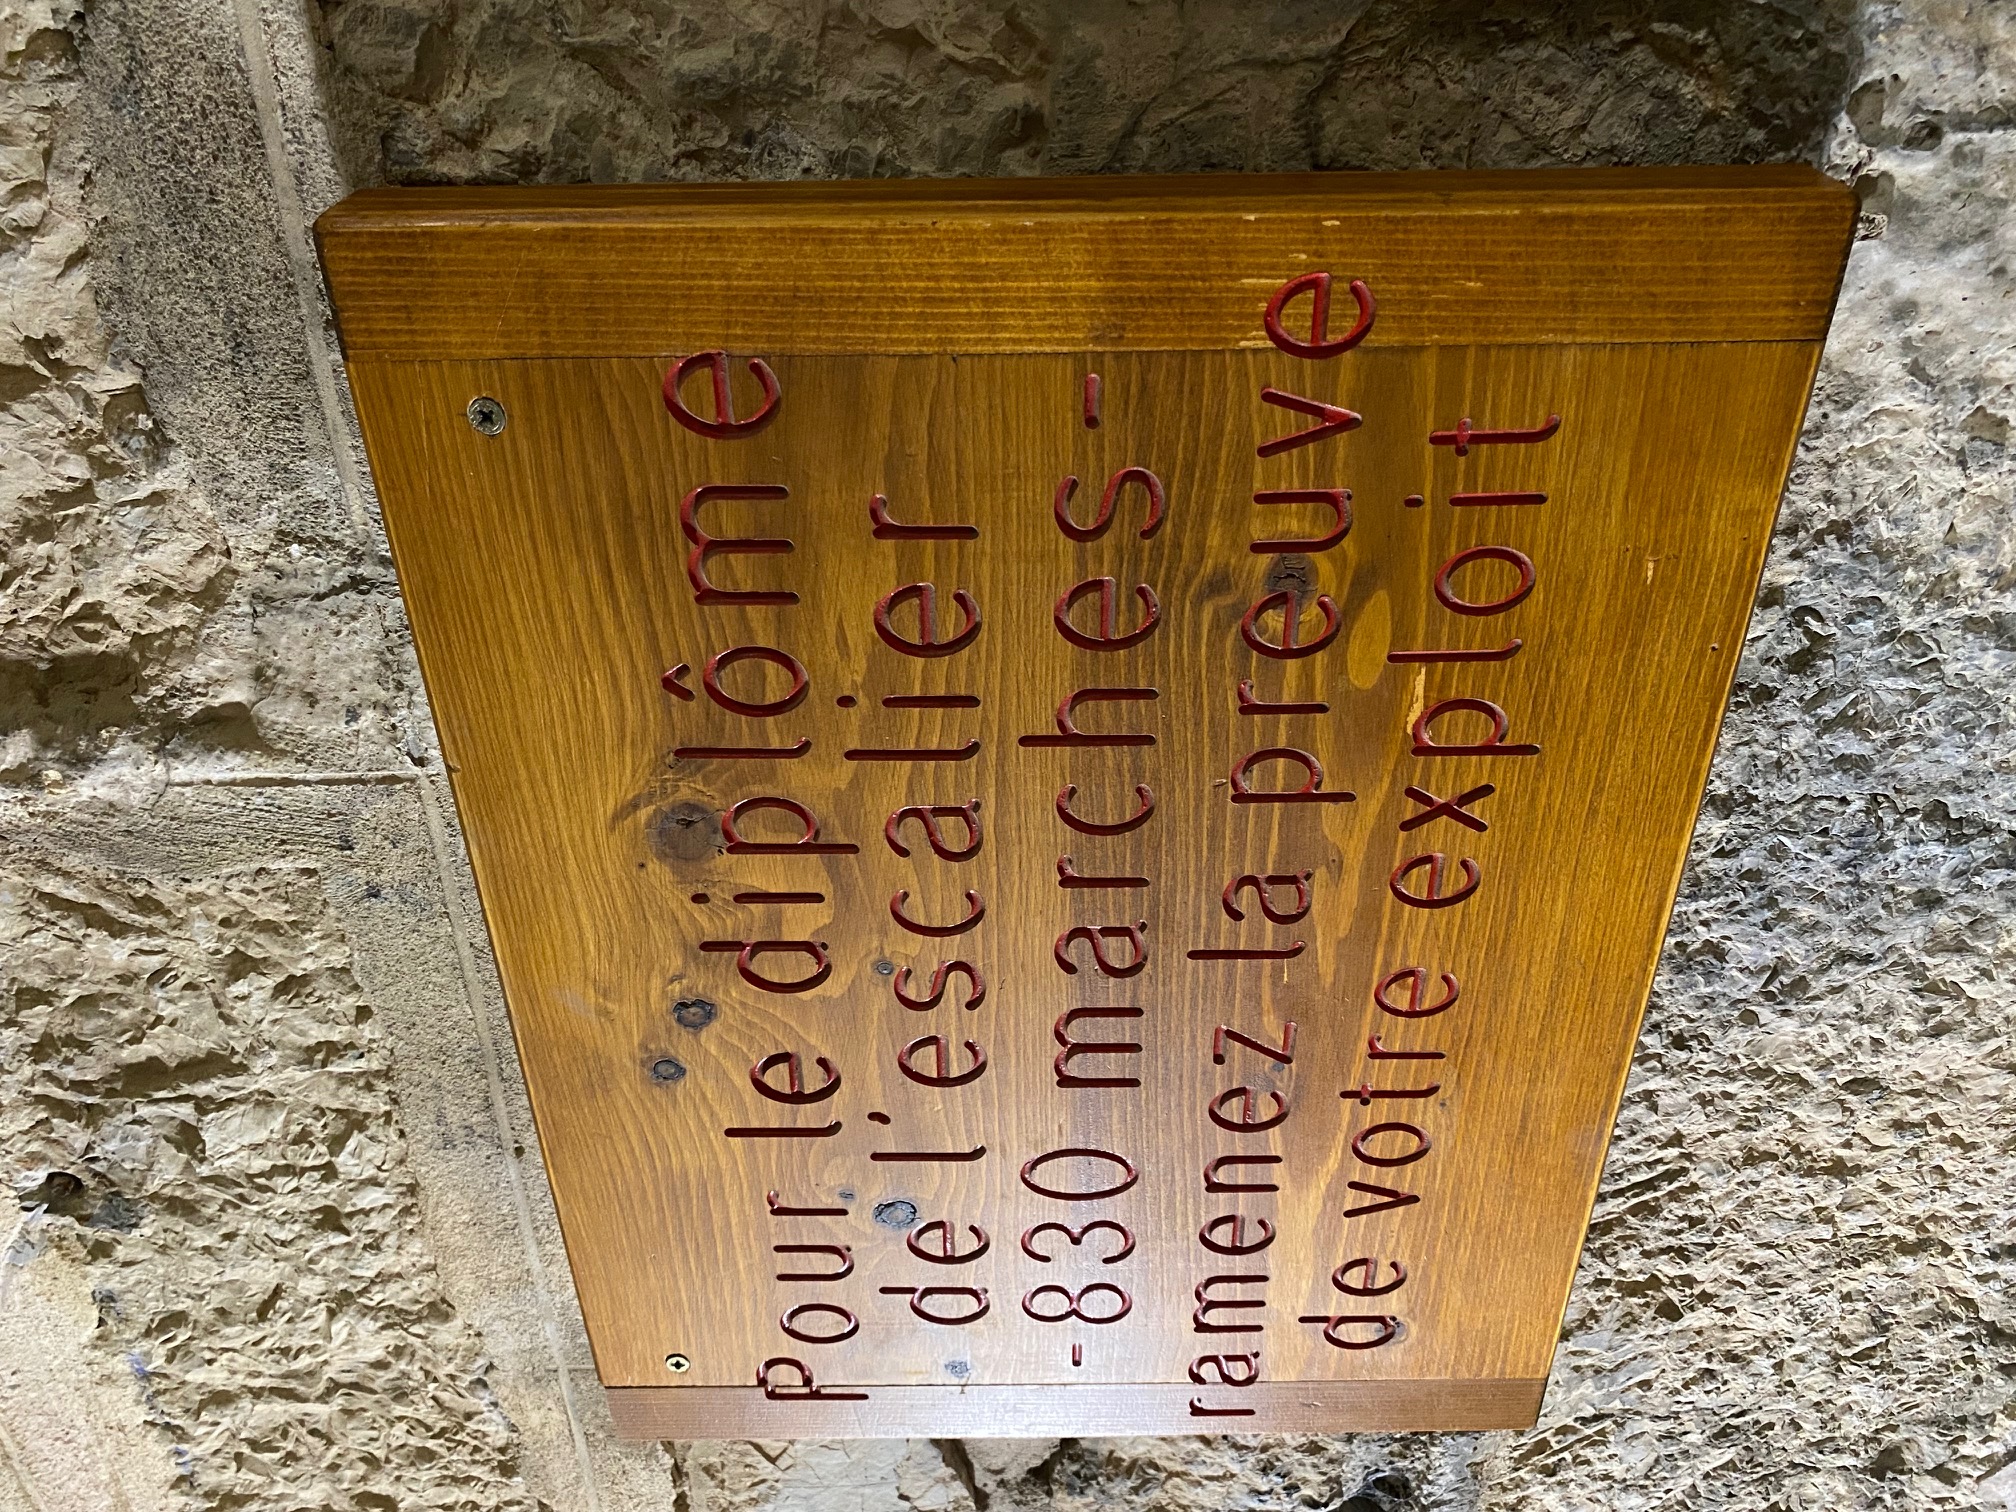 Pour le diplôme
de l'escalier
-830 marches-
ramenez la preuve
de votre exploit